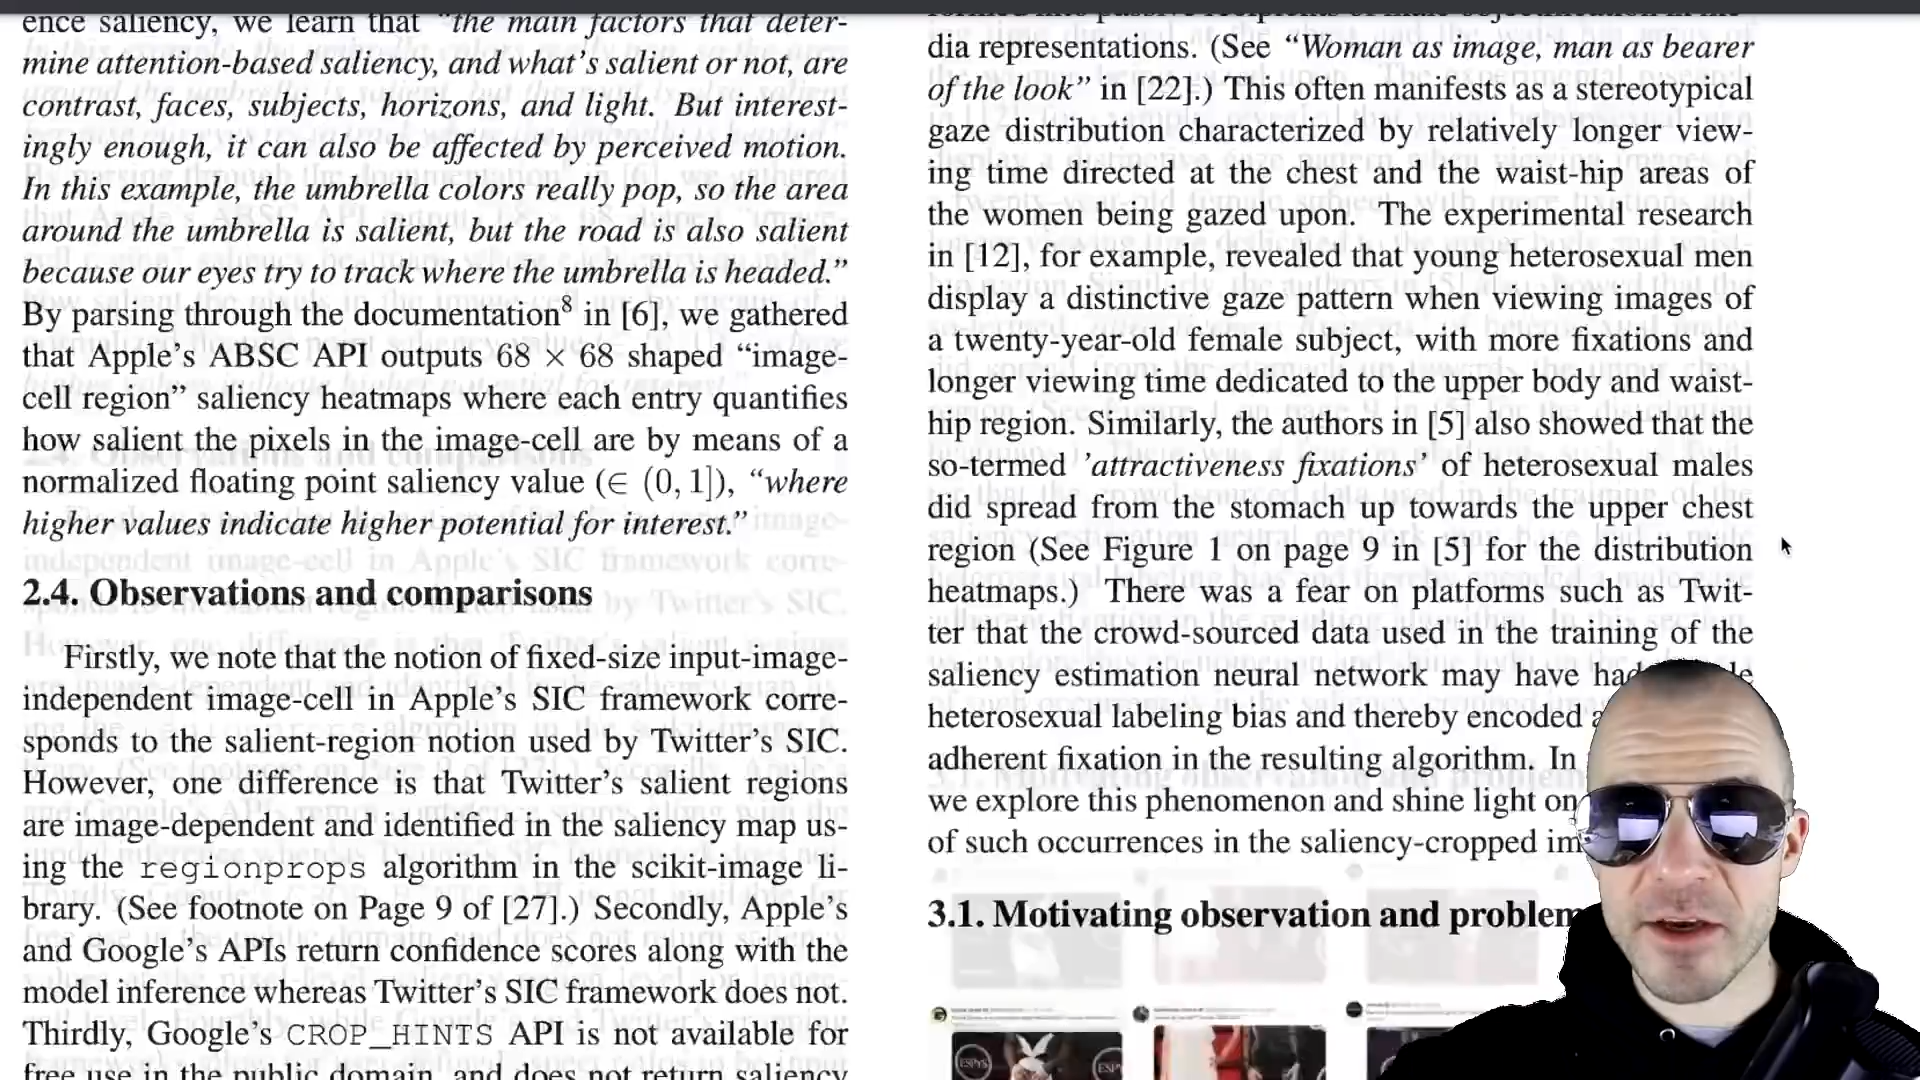 ence saliency, we learn that "the main factors that deter-
mine attention-based saliency, and what's salient or not, are
contrast, faces, subjects, horizons, and light. But interest-
ingly enough, it can also be affected by perceived motion.
In this example, the umbrella colors really pop, so the area
around the umbrella is salient, but the road is also salient
because our eyes try to track where the umbrella is headed."
By parsing through the documentation⁸ in [6], we gathered
that Apple's ABSC API outputs 68 × 68 shaped "image-
cell region" saliency heatmaps where each entry quantifies
how salient the pixels in the image-cell are by means of a
normalized floating point saliency value (∈ (0, 1]), "where
higher values indicate higher potential for interest."
2.4. Observations and comparisons
Firstly, we note that the notion of fixed-size input-image-
independent image-cell in Apple's SIC framework corre-
sponds to the salient-region notion used by Twitter's SIC.
However, one difference is that Twitter's salient regions
are image-dependent and identified in the saliency map us-
ing the regionprops algorithm in the scikit-image li-
brary. (See footnote on Page 9 of [27].) Secondly, Apple's
and Google's APIs return confidence scores along with the
model inference whereas Twitter's SIC framework does not.
Thirdly, Google's CROP_HINTS API is not available for
free use in the public domain, and does not return saliency
dia representations. (See "Woman as image, man as bearer
of the look" in [22].) This often manifests as a stereotypical
gaze distribution characterized by relatively longer view-
ing time directed at the chest and the waist-hip areas of
the women being gazed upon. The experimental research
in [12], for example, revealed that young heterosexual men
display a distinctive gaze pattern when viewing images of
a twenty-year-old female subject, with more fixations and
longer viewing time dedicated to the upper body and waist-
hip region. Similarly, the authors in [5] also showed that the
so-termed 'attractiveness fixations' of heterosexual males
did spread from the stomach up towards the upper chest
region (See Figure 1 on page 9 in [5] for the distribution
heatmaps.) There was a fear on platforms such as Twit-
ter that the crowd-sourced data used in the training of the
saliency estimation neural network may have had
heterosexual labeling bias and thereby encoded a
adherent fixation in the resulting algorithm. In
we explore this phenomenon and shine light on
of such occurrences in the saliency-cropped im
3.1. Motivating observation and problem
ESPYS
ESP